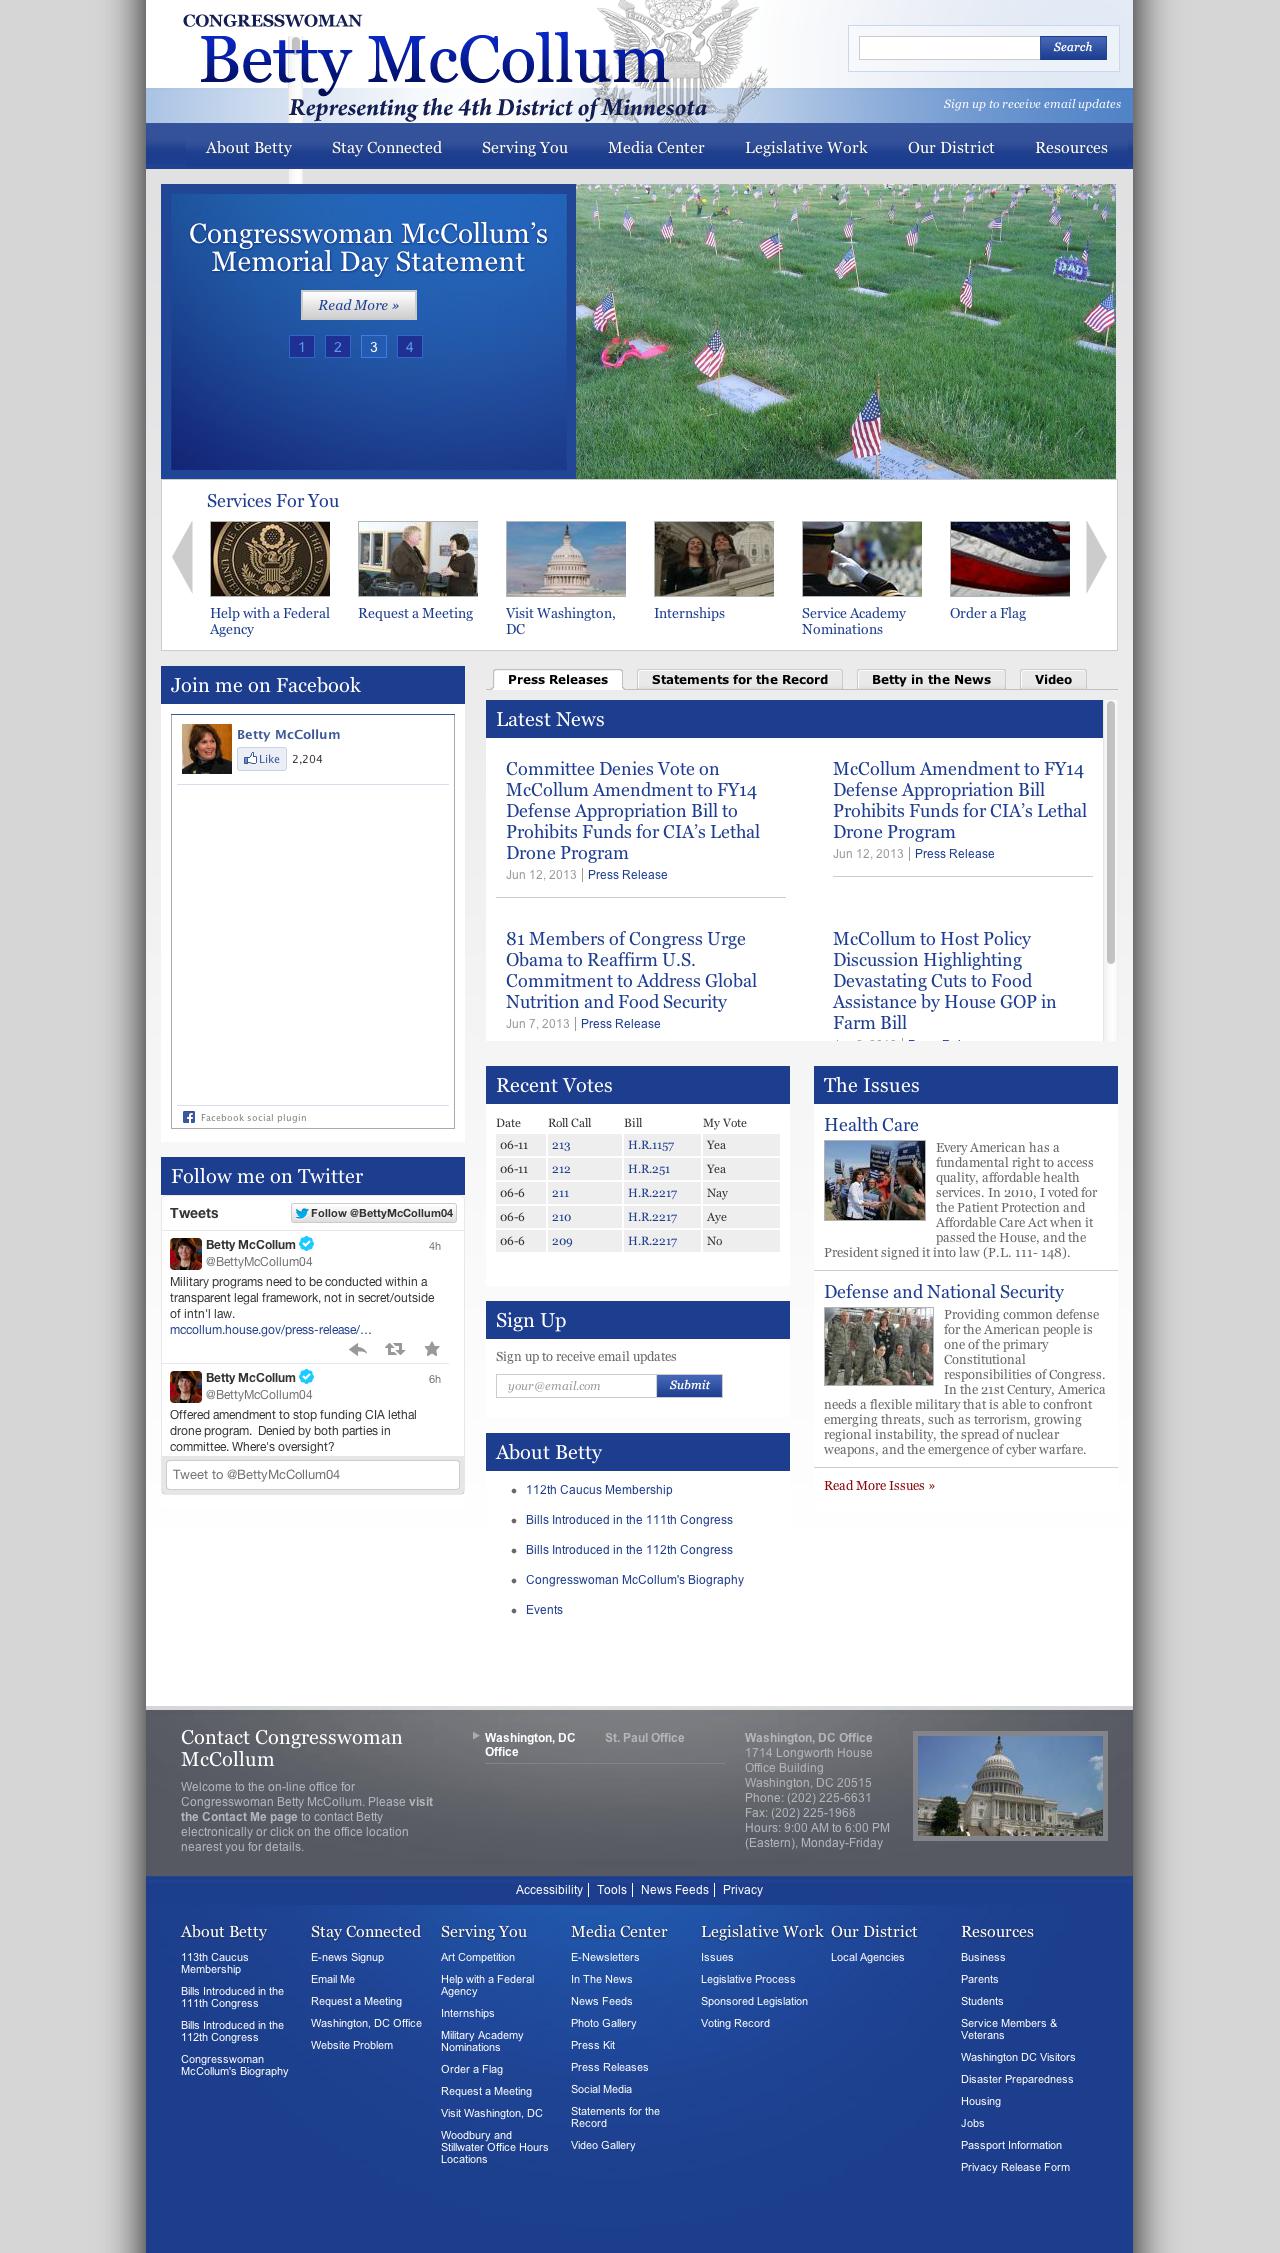 CONGRESSWOMAN
Betty McCollum
Representing the 4th District of Minnesota
Search
Sign up to receive email updates
About Betty
Stay Connected
Serving You
Media Center
Legislative Work
Our District
Resources
Congresswoman McCollum's
Memorial Day Statement
Read More »
1 2 3 4
DAD
Services For You
Help with a Federal
Agency
Request a Meeting
Visit Washington,
DC
Internships
Service Academy
Nominations
Order a Flag
Join me on Facebook
Betty McCollum
Like 2,204
Facebook social plugin
Follow me on Twitter
Tweets
Follow @BettyMcCollum04
Betty McCollum 4h
@BettyMcCollum04
Military programs need to be conducted within a
transparent legal framework, not in secret/outside
of intn'l law.
mccollum.house.gov/press-release/…
Betty McCollum 6h
@BettyMcCollum04
Offered amendment to stop funding CIA lethal
drone program. Denied by both parties in
committee. Where's oversight?
Tweet to @BettyMcCollum04
Press Releases
Statements for the Record
Betty in the News
Video
Latest News
Committee Denies Vote on
McCollum Amendment to FY14
Defense Appropriation Bill to
Prohibits Funds for CIA's Lethal
Drone Program
Jun 12, 2013 | Press Release
McCollum Amendment to FY14
Defense Appropriation Bill
Prohibits Funds for CIA's Lethal
Drone Program
Jun 12, 2013 | Press Release
81 Members of Congress Urge
Obama to Reaffirm U.S.
Commitment to Address Global
Nutrition and Food Security
Jun 7, 2013 | Press Release
McCollum to Host Policy
Discussion Highlighting
Devastating Cuts to Food
Assistance by House GOP in
Farm Bill
Recent Votes
Date Roll Call Bill My Vote
06-11 213 H.R.1157 Yea
06-11 212 H.R.251 Yea
06-6 211 H.R.2217 Nay
06-6 210 H.R.2217 Aye
06-6 209 H.R.2217 No
Sign Up
Sign up to receive email updates
your@email.com
Submit
About Betty
112th Caucus Membership
Bills Introduced in the 111th Congress
Bills Introduced in the 112th Congress
Congresswoman McCollum's Biography
Events
The Issues
Health Care
Every American has a
fundamental right to access
quality, affordable health
services. In 2010, I voted for
the Patient Protection and
Affordable Care Act when it
passed the House, and the
President signed it into law (P.L. 111- 148).
Defense and National Security
Providing common defense
for the American people is
one of the primary
Constitutional
responsibilities of Congress.
In the 21st Century, America
needs a flexible military that is able to confront
emerging threats, such as terrorism, growing
regional instability, the spread of nuclear
weapons, and the emergence of cyber warfare.
Read More Issues »
Contact Congresswoman
McCollum
Welcome to the on-line office for
Congresswoman Betty McCollum. Please visit
the Contact Me page to contact Betty
electronically or click on the office location
nearest you for details.
Washington, DC
Office
St. Paul Office
Washington, DC Office
1714 Longworth House
Office Building
Washington, DC 20515
Phone: (202) 225-6631
Fax: (202) 225-1968
Hours: 9:00 AM to 6:00 PM
(Eastern), Monday-Friday
Accessibility | Tools | News Feeds | Privacy
About Betty
113th Caucus
Membership
Bills Introduced in the
111th Congress
Bills Introduced in the
112th Congress
Congresswoman
McCollum's Biography
Stay Connected
E-news Signup
Email Me
Request a Meeting
Washington, DC Office
Website Problem
Serving You
Art Competition
Help with a Federal
Agency
Internships
Military Academy
Nominations
Order a Flag
Request a Meeting
Visit Washington, DC
Woodbury and
Stillwater Office Hours
Locations
Media Center
E-Newsletters
In The News
News Feeds
Photo Gallery
Press Kit
Press Releases
Social Media
Statements for the
Record
Video Gallery
Legislative Work
Issues
Legislative Process
Sponsored Legislation
Voting Record
Our District
Local Agencies
Resources
Business
Parents
Students
Service Members &
Veterans
Washington DC Visitors
Disaster Preparedness
Housing
Jobs
Passport Information
Privacy Release Form